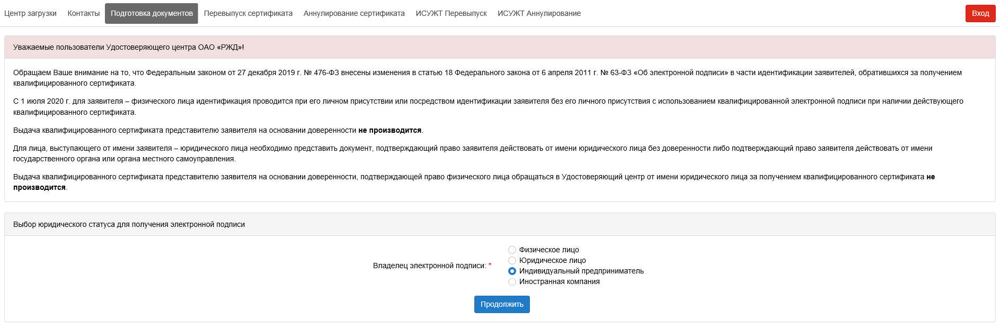 Центр загрузки Контакты Подготовка документов Перевыпуск сертификата Аннулирование сертификата ИСУЖТ Перевыпуск ИСУЖТ Аннулирование Вход
Уважаемые пользователи Удостоверяющего центра ОАО «РЖД»!
Обращаем Ваше внимание на то, что Федеральным законом от 27 декабря 2019 г. № 476-ФЗ внесены изменения в статью 18 Федерального закона от 6 апреля 2011 г. № 63-ФЗ «Об электронной подписи» в части идентификации заявителей, обратившихся за получением
квалифицированного сертификата.
С 1 июля 2020 г. для заявителя – физического лица идентификация проводится при его личном присутствии или посредством идентификации заявителя без его личного присутствия с использованием квалифицированной электронной подписи при наличии действующего
квалифицированного сертификата.
Выдача квалифицированного сертификата представителю заявителя на основании доверенности не производится.
Для лица, выступающего от имени заявителя – юридического лица необходимо представить документ, подтверждающий право заявителя действовать от имени юридического лица без доверенности либо подтверждающий право заявителя действовать от имени
государственного органа или органа местного самоуправления.
Выдача квалифицированного сертификата представителю заявителя на основании доверенности, подтверждающей право физического лица обращаться в Удостоверяющий центр от имени юридического лица за получением квалифицированного сертификата не
производится.
Выбор юридического статуса для получения электронной подписи
Владелец электронной подписи: *
Физическое лицо
Юридическое лицо
Индивидуальный предприниматель
Иностранная компания
Продолжить